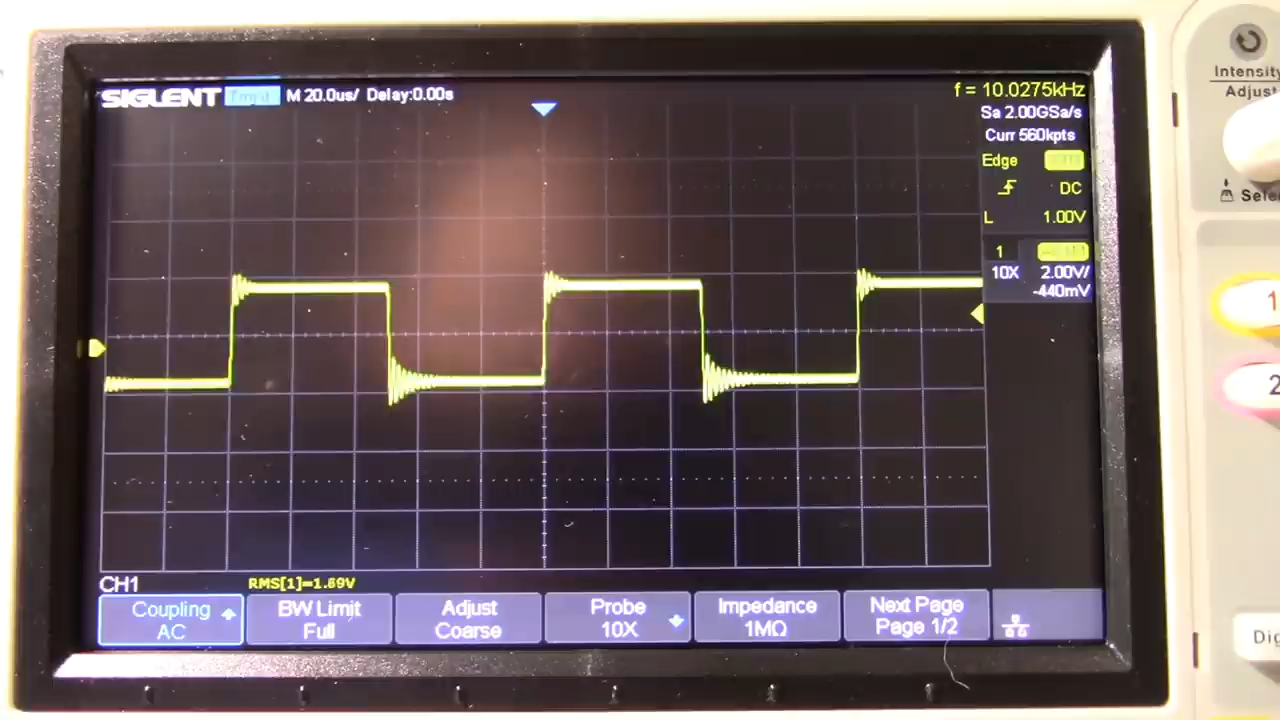 SIGLENT Trig'd M 20.0us/ Delay:0.00s
f = 10.0275kHz
Sa 2.00GSa/s
Curr 560kpts
Edge
DC
L 1.00V
1
10X 2.00V/
-440mV
CH1 RMS[1]=1.69V
Coupling
AC
BW Limit
Full
Adjust
Coarse
Probe
10X
Impedance
1MΩ
Next Page
Page 1/2
Intensity
Adjust
1
2